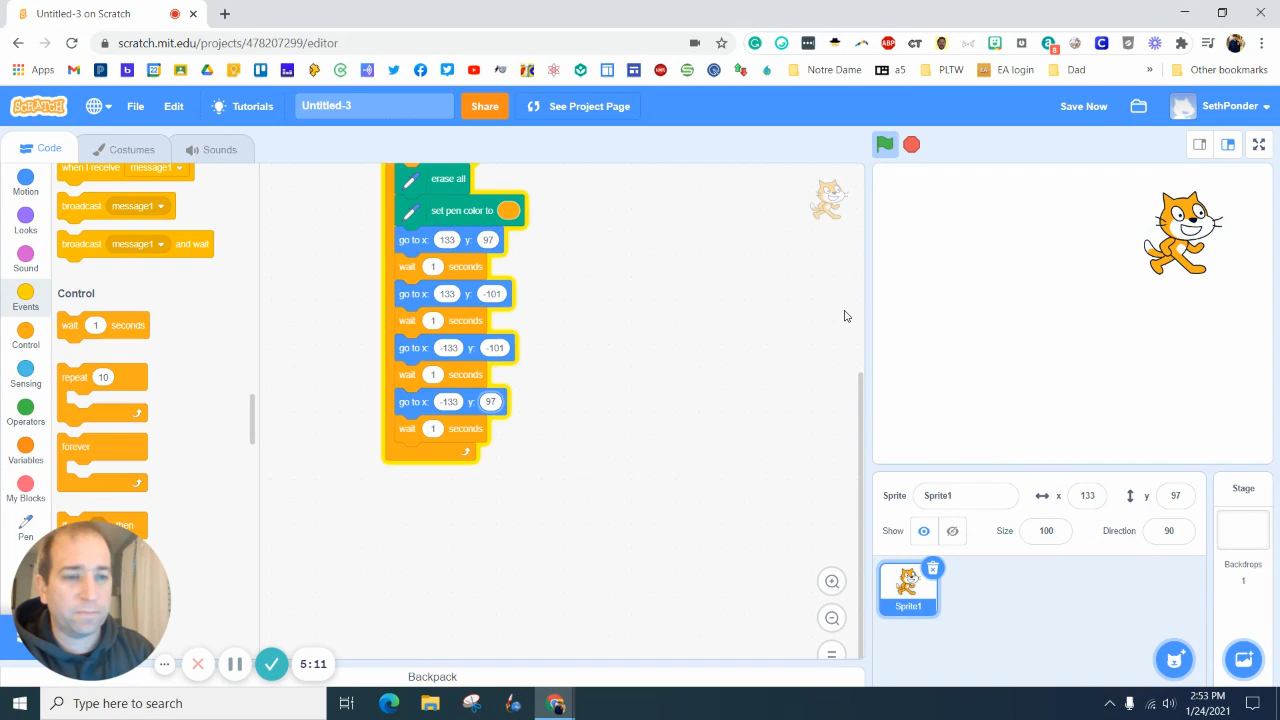 Untitled-3 on Scratch
scratch.mit.edu/projects/478207299/editor
Apps
Notre Dame
a5
PLTW
EA login
Dad
»
Other bookmarks
SCRATCH
File
Edit
Tutorials
Untitled-3
Share
See Project Page
Save Now
SethPonder
Code
Costumes
Sounds
Motion
Looks
Sound
Events
Control
Sensing
Operators
Variables
My Blocks
Pen
when I receive message1
broadcast message1
broadcast message1 and wait
Control
wait 1 seconds
repeat 10
forever
then
erase all
set pen color to
go to x: 133 y: 97
wait 1 seconds
go to x: 133 y: -101
wait 1 seconds
go to x: -133 y: -101
wait 1 seconds
go to x: -133 y: 97
wait 1 seconds
Sprite Sprite1 x 133 y 97
Show Size 100 Direction 90
Sprite1
Stage
Backdrops
1
5:11
Backpack
Type here to search
2:53 PM
1/24/2021